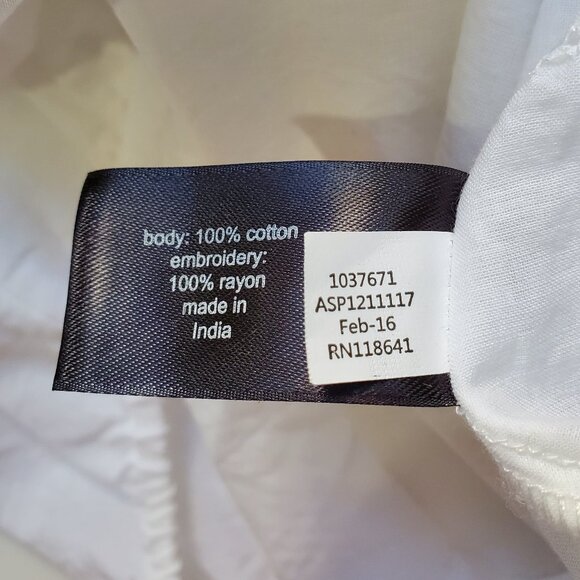 body: 100% cotton
embroidery:
100% rayon
made in
India
1037671
ASP1211117
Feb-16
RN118641